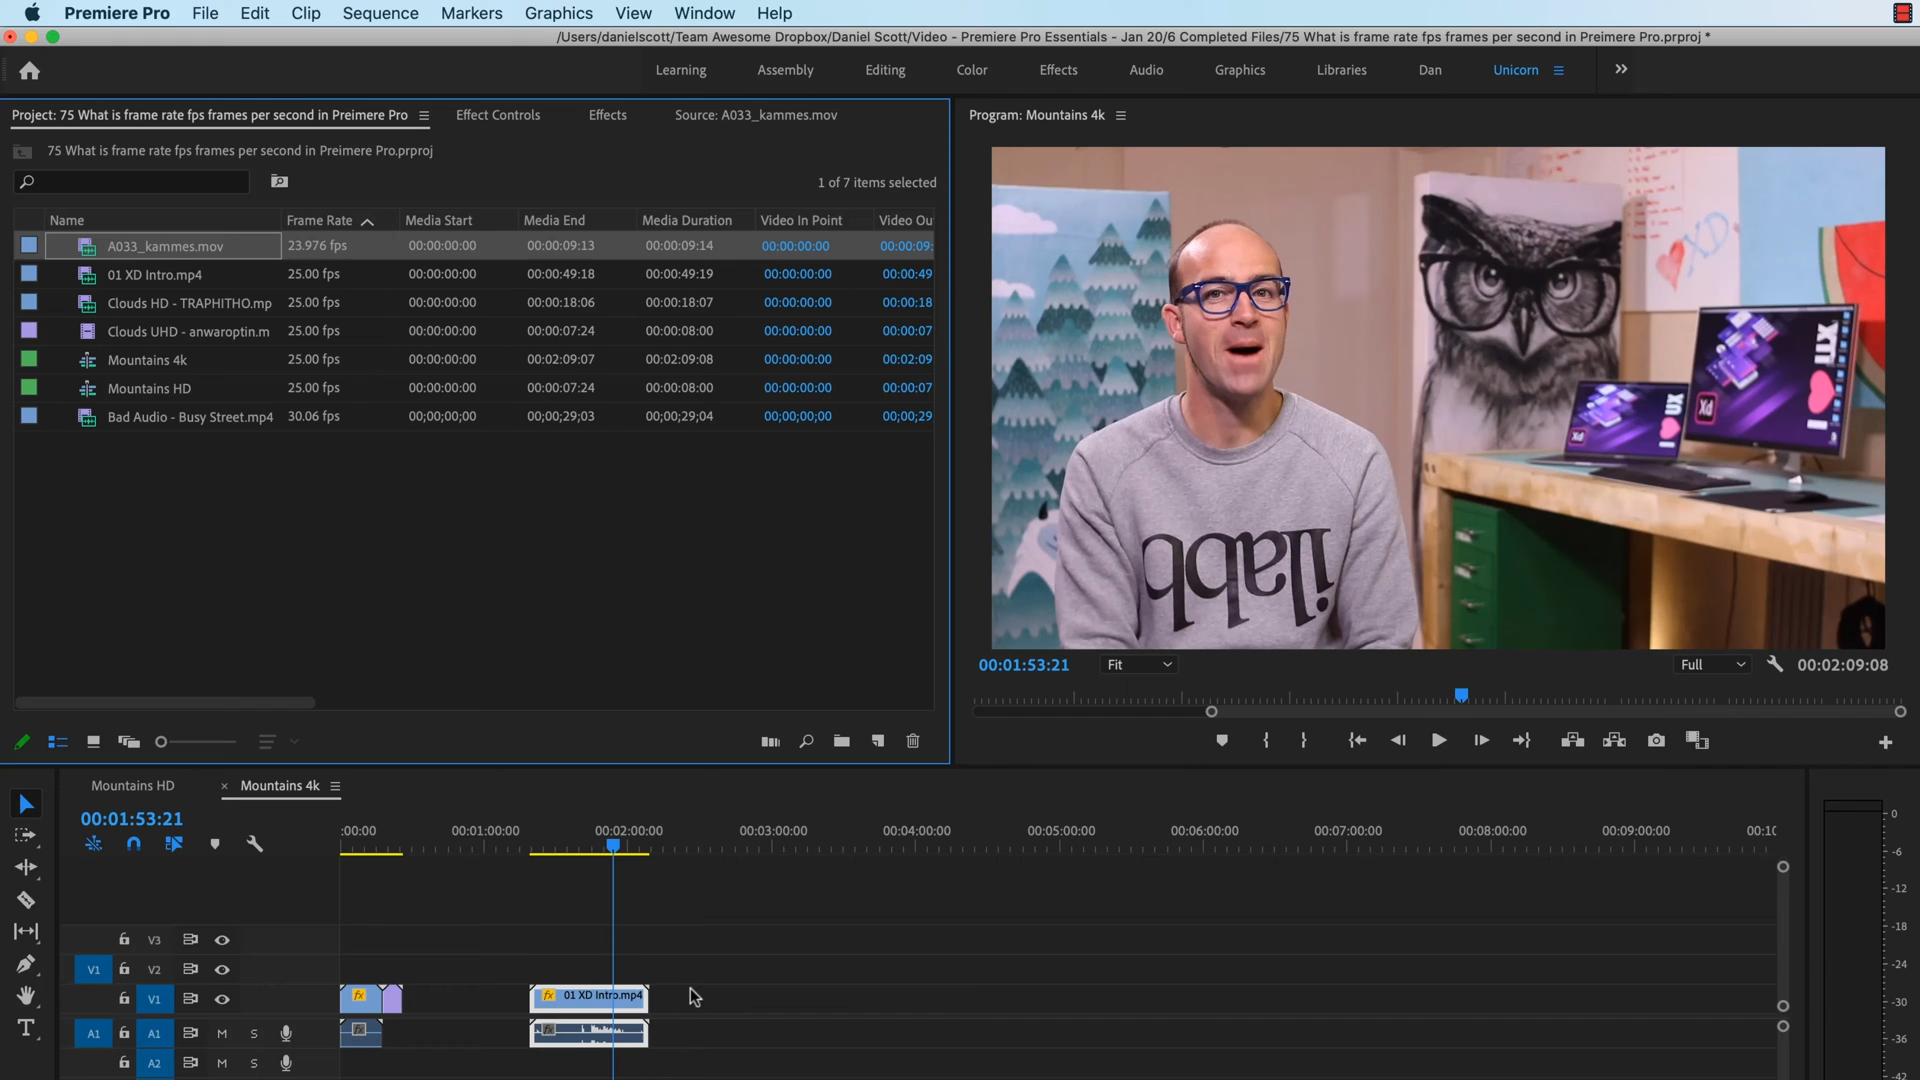 Premiere Pro File Edit Clip Sequence Markers Graphics View Window Help
/Users/danielscott/Team Awesome Dropbox/Daniel Scott/Video - Premiere Pro Essentials - Jan 20/6 Completed Files/75 What is frame rate fps frames per second in Preimere Pro.prproj *
Learning Assembly Editing Color Effects Audio Graphics Libraries Dan Unicorn
Project: 75 What is frame rate fps frames per second in Preimere Pro Effect Controls Effects Source: A033_kammes.mov Program: Mountains 4k
75 What is frame rate fps frames per second in Preimere Pro.prproj
1 of 7 items selected
Name Frame Rate Media Start Media End Media Duration Video In Point Video Ou
A033_kammes.mov 23.976 fps 00:00:00:00 00:00:09:13 00:00:09:14 00:00:00:00 00:00:09:
01 XD Intro.mp4 25.00 fps 00:00:00:00 00:00:49:18 00:00:49:19 00:00:00:00 00:00:49
Clouds HD - TRAPHITHO.mp 25.00 fps 00:00:00:00 00:00:18:06 00:00:18:07 00:00:00:00 00:00:18
Clouds UHD - anwaroptin.m 25.00 fps 00:00:00:00 00:00:07:24 00:00:08:00 00:00:00:00 00:00:07
Mountains 4k 25.00 fps 00:00:00:00 00:02:09:07 00:02:09:08 00:00:00:00 00:02:09
Mountains HD 25.00 fps 00:00:00:00 00:00:07:24 00:00:08:00 00:00:00:00 00:00:07
Bad Audio - Busy Street.mp4 30.06 fps 00;00;00;00 00;00;29;03 00;00;29;04 00;00;00;00 00;00;29
XD
Xd I UX
Xd I UX
ilabb
00:01:53:21 Fit Full 00:02:09:08
Mountains HD × Mountains 4k
00:01:53:21
:00:00 00:01:00:00 00:02:00:00 00:03:00:00 00:04:00:00 00:05:00:00 00:06:00:00 00:07:00:00 00:08:00:00 00:09:00:00 00:10
V3
V1 V2
V1 fx fx 01 XD Intro.mp4
A1 A1 M S fx fx
A2 M S
0
-6
-12
-18
-24
-30
-36
-42